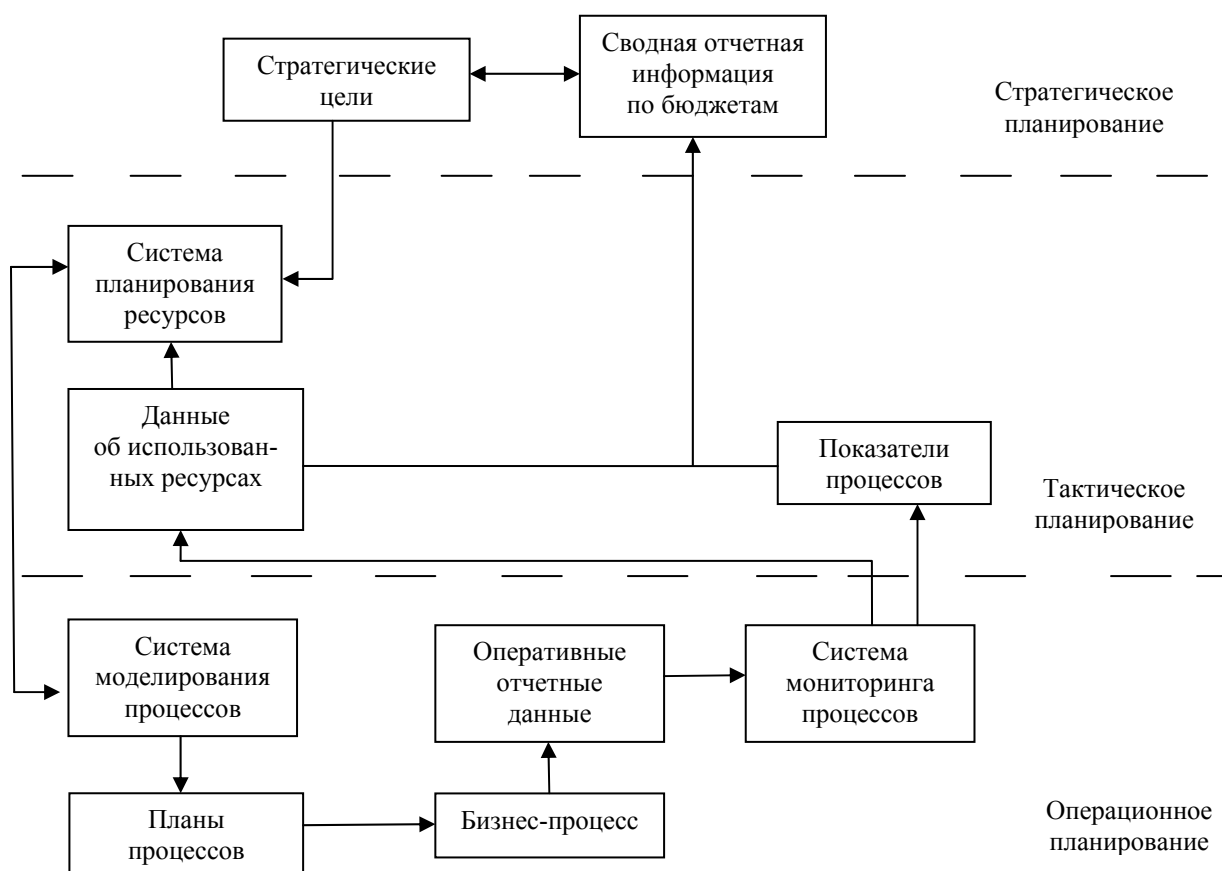 Стратегические
цели
Сводная отчетная
информация
по бюджетам
Стратегическое
планирование
Система
планирования
ресурсов
Данные
об использован-
ных ресурсах
Показатели
процессов
Тактическое
планирование
Система
моделирования
процессов
Оперативные
отчетные
данные
Система
мониторинга
процессов
Планы
процессов
Бизнес-процесс
Операционное
планирование